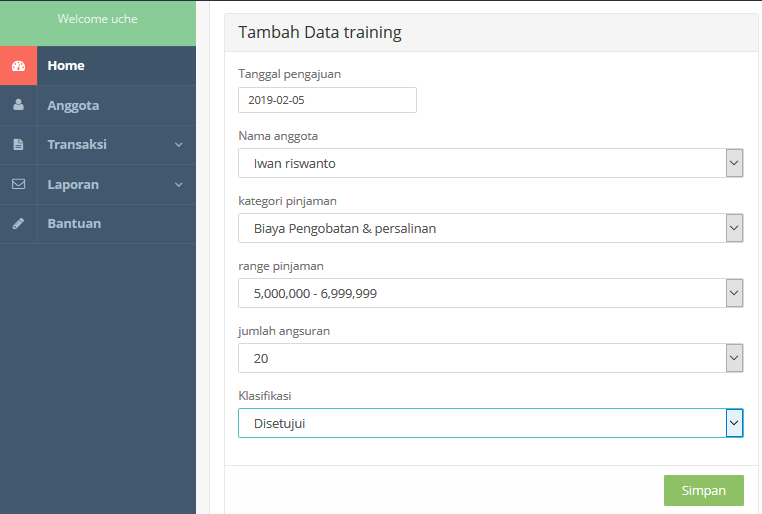 Welcome uche
Home
Anggota
Transaksi
Laporan
Bantuan
Tambah Data training
Tanggal pengajuan
2019-02-05
Nama anggota
Iwan riswanto
kategori pinjaman
Biaya Pengobatan & persalinan
range pinjaman
5,000,000 - 6,999,999
jumlah angsuran
20
Klasifikasi
Disetujui
Simpan